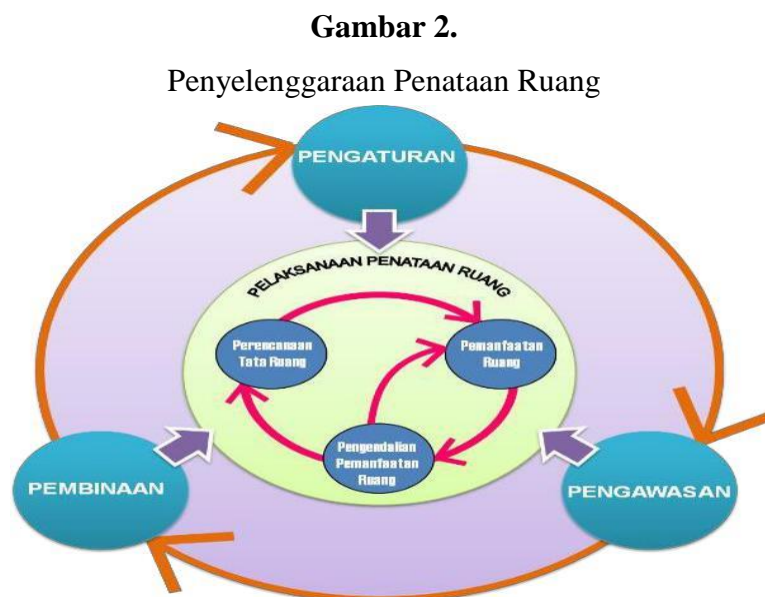 Gambar 2.
Penyelenggaraan Penataan Ruang
PENGATURAN
PELAKSANAAN PENATAAN RUANG
Perencanaan
Tata Ruang
Pemanfaatan
Ruang
Pengendalian
Pemanfaatan
Ruang
PEMBINAAN
PENGAWASAN